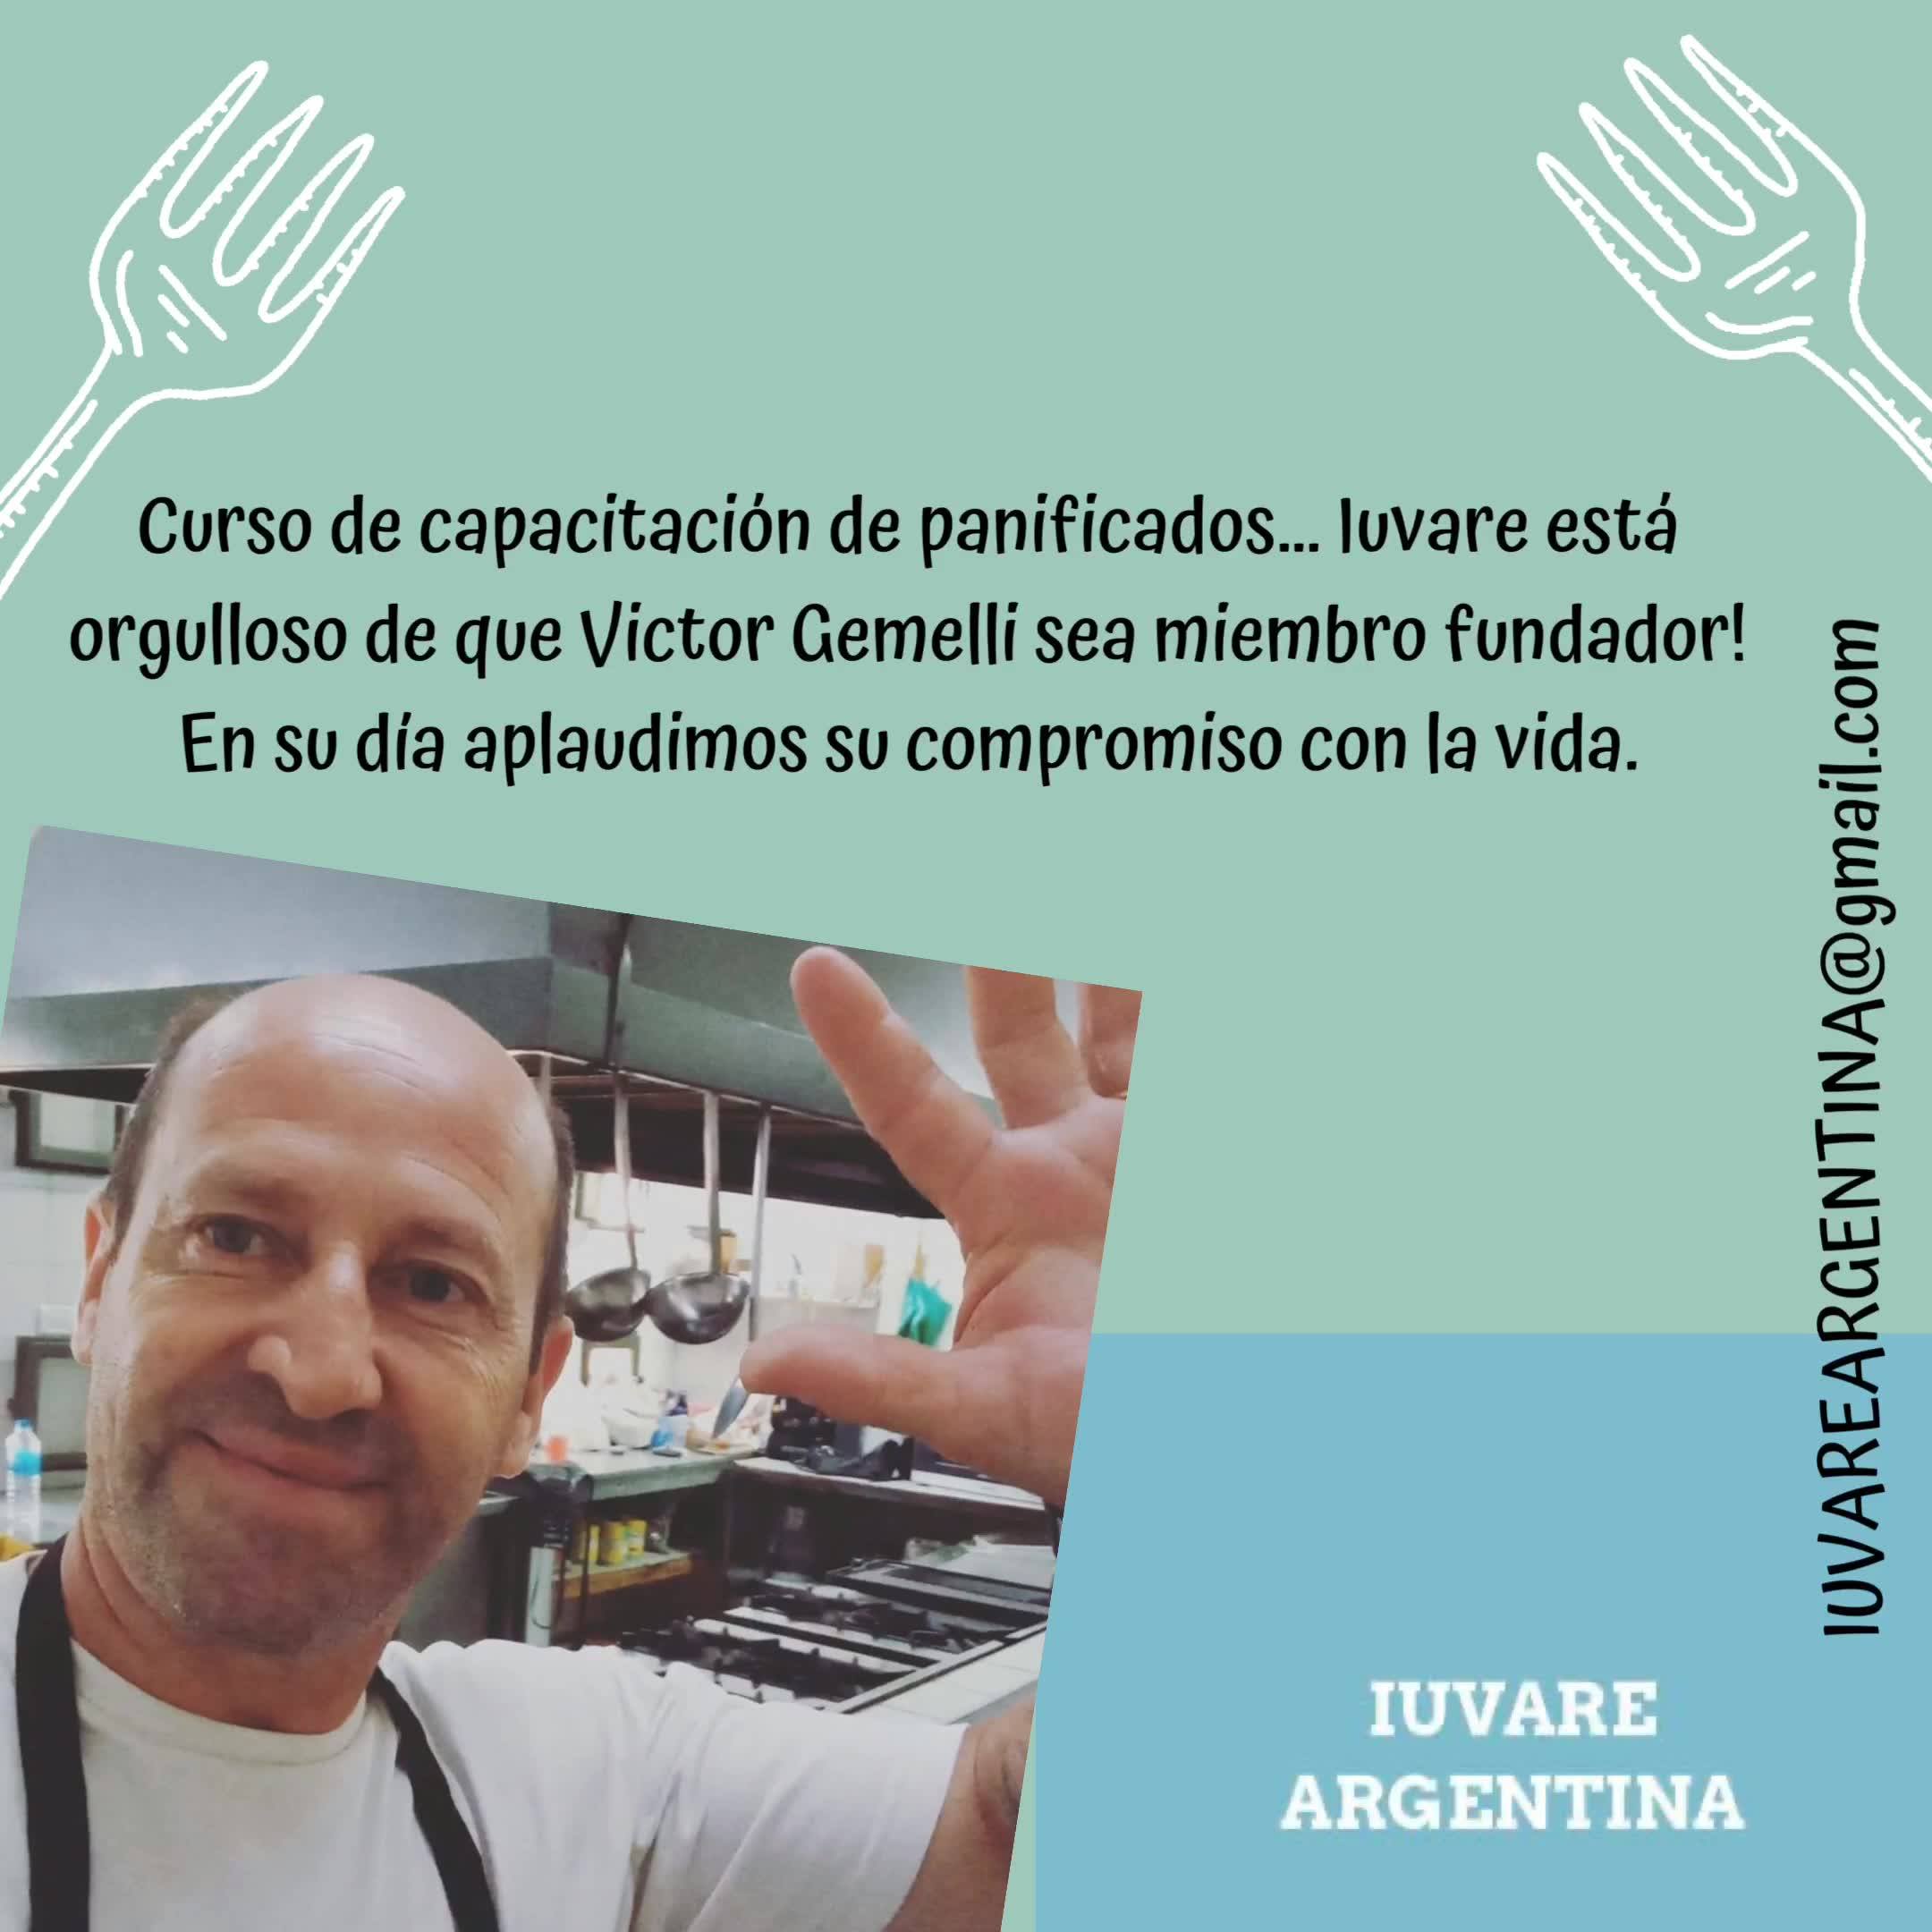 Curso de capacitación de panificados... Iuvare está
orgulloso de que Victor Gemelli sea miembro fundador!
En su día aplaudimos su compromiso con la vida.
IUVAREARGENTINA@gmail.com
IUVARE
ARGENTINA